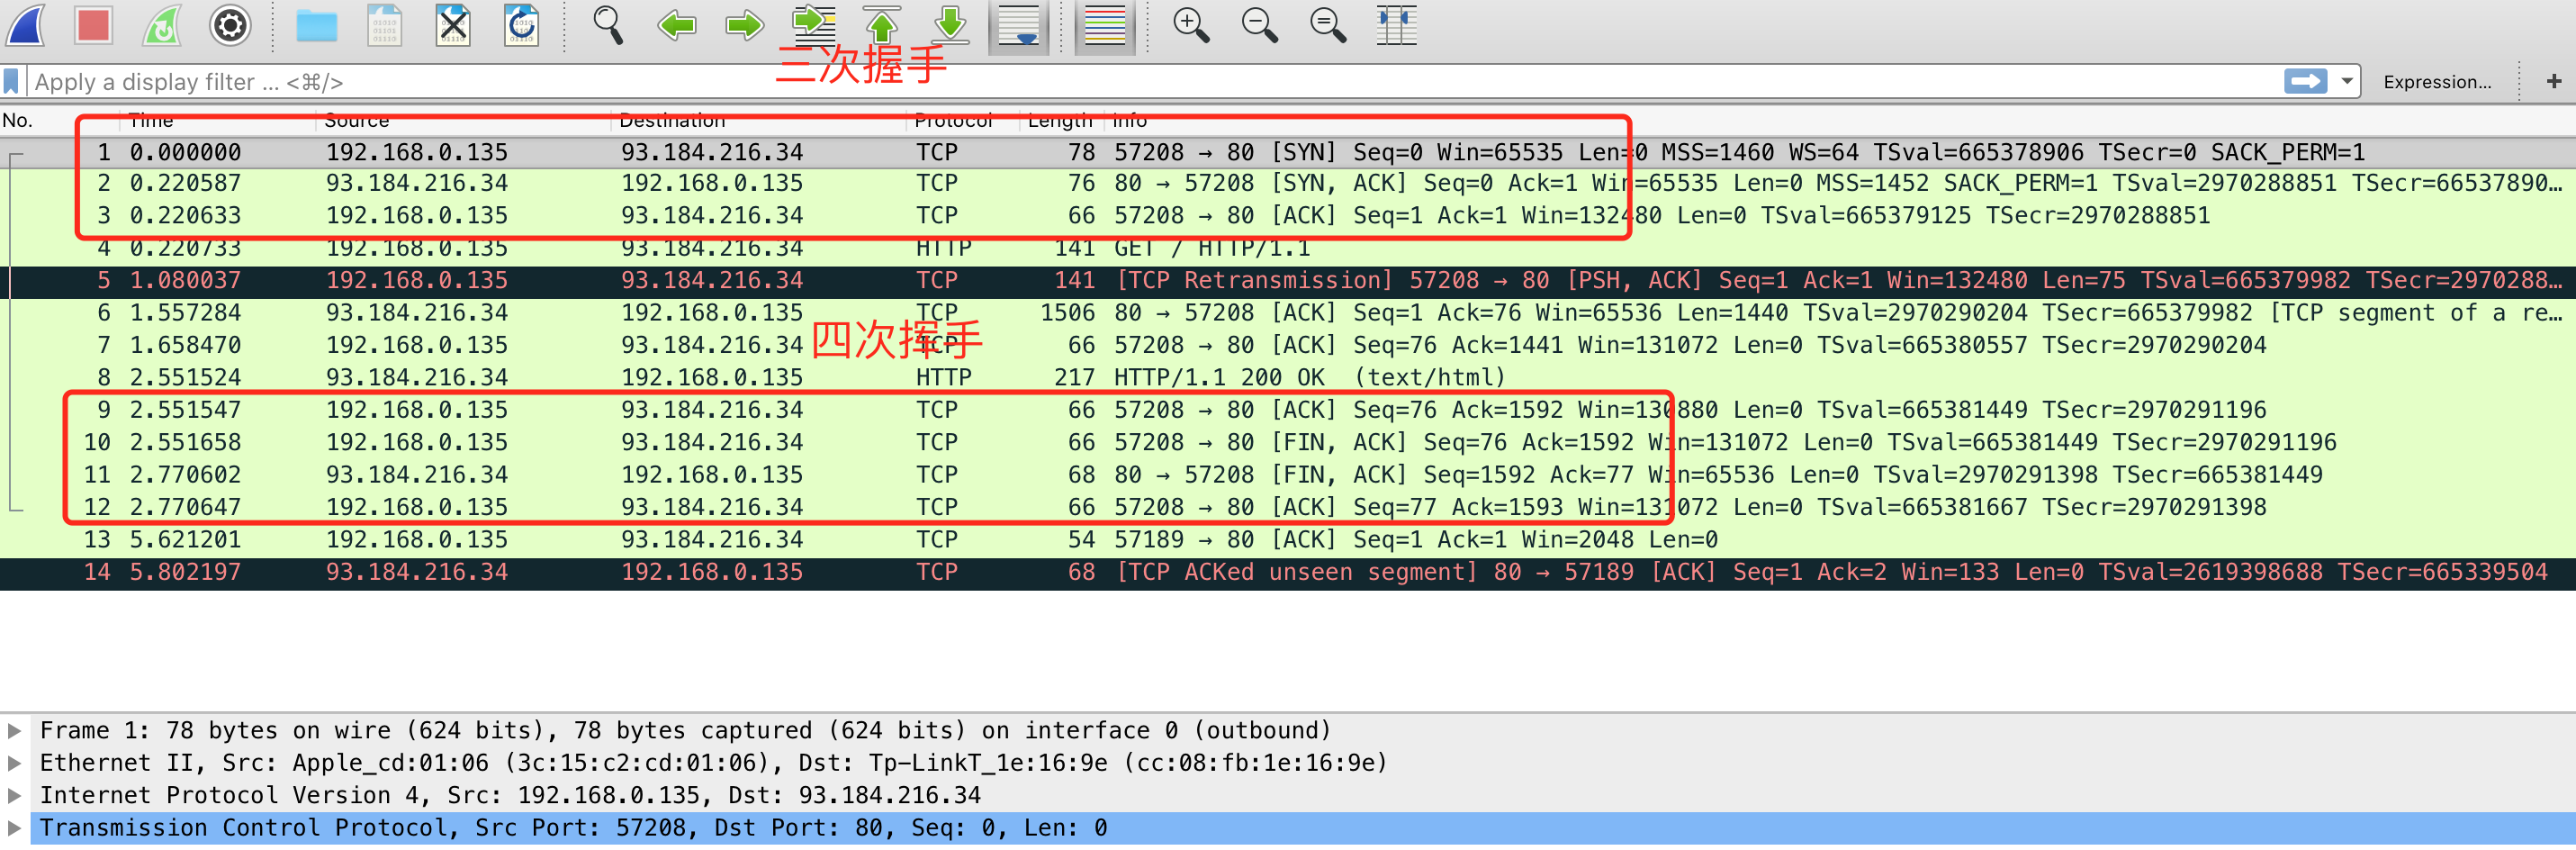 三次握手
Apply a display filter ... <⌘/>
Expression...
+
No. Time Source Destination Protocol Length Info
1 0.000000 192.168.0.135 93.184.216.34 TCP 78 57208 → 80 [SYN] Seq=0 Win=65535 Len=0 MSS=1460 WS=64 TSval=665378906 TSecr=0 SACK_PERM=1
2 0.220587 93.184.216.34 192.168.0.135 TCP 76 80 → 57208 [SYN, ACK] Seq=0 Ack=1 Win=65535 Len=0 MSS=1452 SACK_PERM=1 TSval=2970288851 TSecr=66537890…
3 0.220633 192.168.0.135 93.184.216.34 TCP 66 57208 → 80 [ACK] Seq=1 Ack=1 Win=132480 Len=0 TSval=665379125 TSecr=2970288851
4 0.220733 192.168.0.135 93.184.216.34 HTTP 141 GET / HTTP/1.1
5 1.080037 192.168.0.135 93.184.216.34 TCP 141 [TCP Retransmission] 57208 → 80 [PSH, ACK] Seq=1 Ack=1 Win=132480 Len=75 TSval=665379982 TSecr=2970288…
6 1.557284 93.184.216.34 192.168.0.135 TCP 1506 80 → 57208 [ACK] Seq=1 Ack=76 Win=65536 Len=1440 TSval=2970290204 TSecr=665379982 [TCP segment of a re…
四次挥手
7 1.658470 192.168.0.135 93.184.216.34 TCP 66 57208 → 80 [ACK] Seq=76 Ack=1441 Win=131072 Len=0 TSval=665380557 TSecr=2970290204
8 2.551524 93.184.216.34 192.168.0.135 HTTP 217 HTTP/1.1 200 OK (text/html)
9 2.551547 192.168.0.135 93.184.216.34 TCP 66 57208 → 80 [ACK] Seq=76 Ack=1592 Win=130880 Len=0 TSval=665381449 TSecr=2970291196
10 2.551658 192.168.0.135 93.184.216.34 TCP 66 57208 → 80 [FIN, ACK] Seq=76 Ack=1592 Win=131072 Len=0 TSval=665381449 TSecr=2970291196
11 2.770602 93.184.216.34 192.168.0.135 TCP 68 80 → 57208 [FIN, ACK] Seq=1592 Ack=77 Win=65536 Len=0 TSval=2970291398 TSecr=665381449
12 2.770647 192.168.0.135 93.184.216.34 TCP 66 57208 → 80 [ACK] Seq=77 Ack=1593 Win=131072 Len=0 TSval=665381667 TSecr=2970291398
13 5.621201 192.168.0.135 93.184.216.34 TCP 54 57189 → 80 [ACK] Seq=1 Ack=1 Win=2048 Len=0
14 5.802197 93.184.216.34 192.168.0.135 TCP 68 [TCP ACKed unseen segment] 80 → 57189 [ACK] Seq=1 Ack=2 Win=133 Len=0 TSval=2619398688 TSecr=665339504
Frame 1: 78 bytes on wire (624 bits), 78 bytes captured (624 bits) on interface 0 (outbound)
Ethernet II, Src: Apple_cd:01:06 (3c:15:c2:cd:01:06), Dst: Tp-LinkT_1e:16:9e (cc:08:fb:1e:16:9e)
Internet Protocol Version 4, Src: 192.168.0.135, Dst: 93.184.216.34
Transmission Control Protocol, Src Port: 57208, Dst Port: 80, Seq: 0, Len: 0